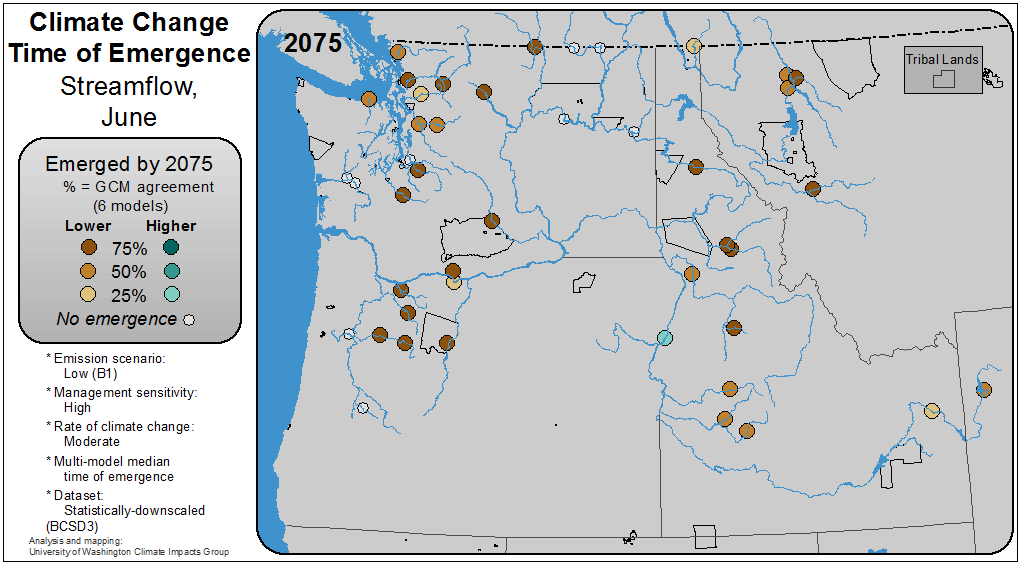 Climate Change
Time of Emergence
Streamflow,
June
Emerged by 2075
% = GCM agreement
(6 models)
Lower Higher
75%
50%
25%
No emergence
* Emission scenario:
Low (B1)
* Management sensitivity:
High
* Rate of climate change:
Moderate
* Multi-model median
time of emergence
* Dataset:
Statistically-downscaled
(BCSD3)
Analysis and mapping:
University of Washington Climate Impacts Group
2075
Tribal Lands